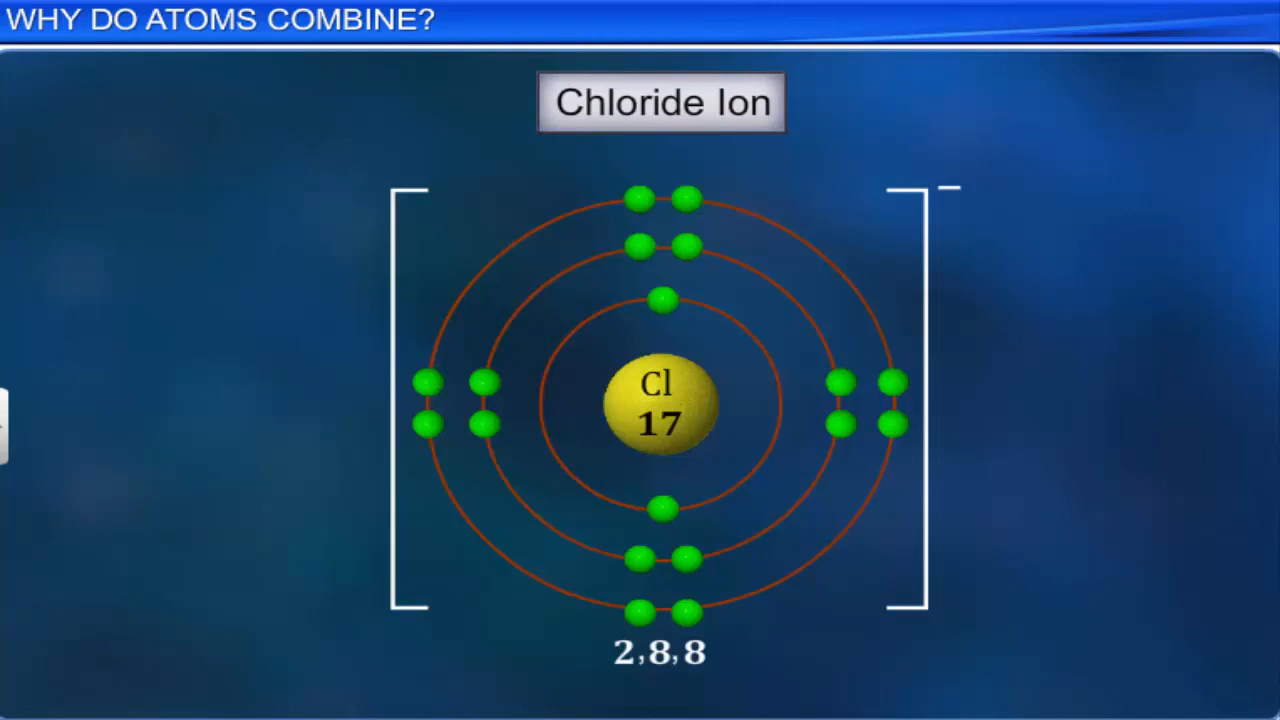 WHY DO ATOMS COMBINE?
Chloride Ion
–
Cl
17
2,8,8